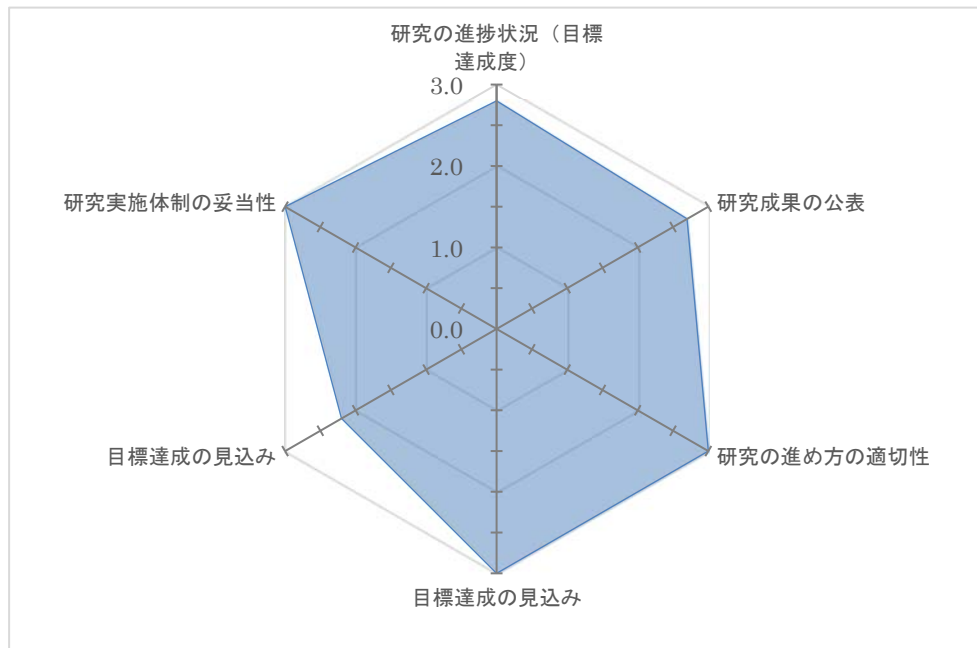 研究の進捗状況（目標
達成度）
3.0
研究成果の公表
2.0
研究実施体制の妥当性
1.0
0.0
目標達成の見込み
研究の進め方の適切性
目標達成の見込み